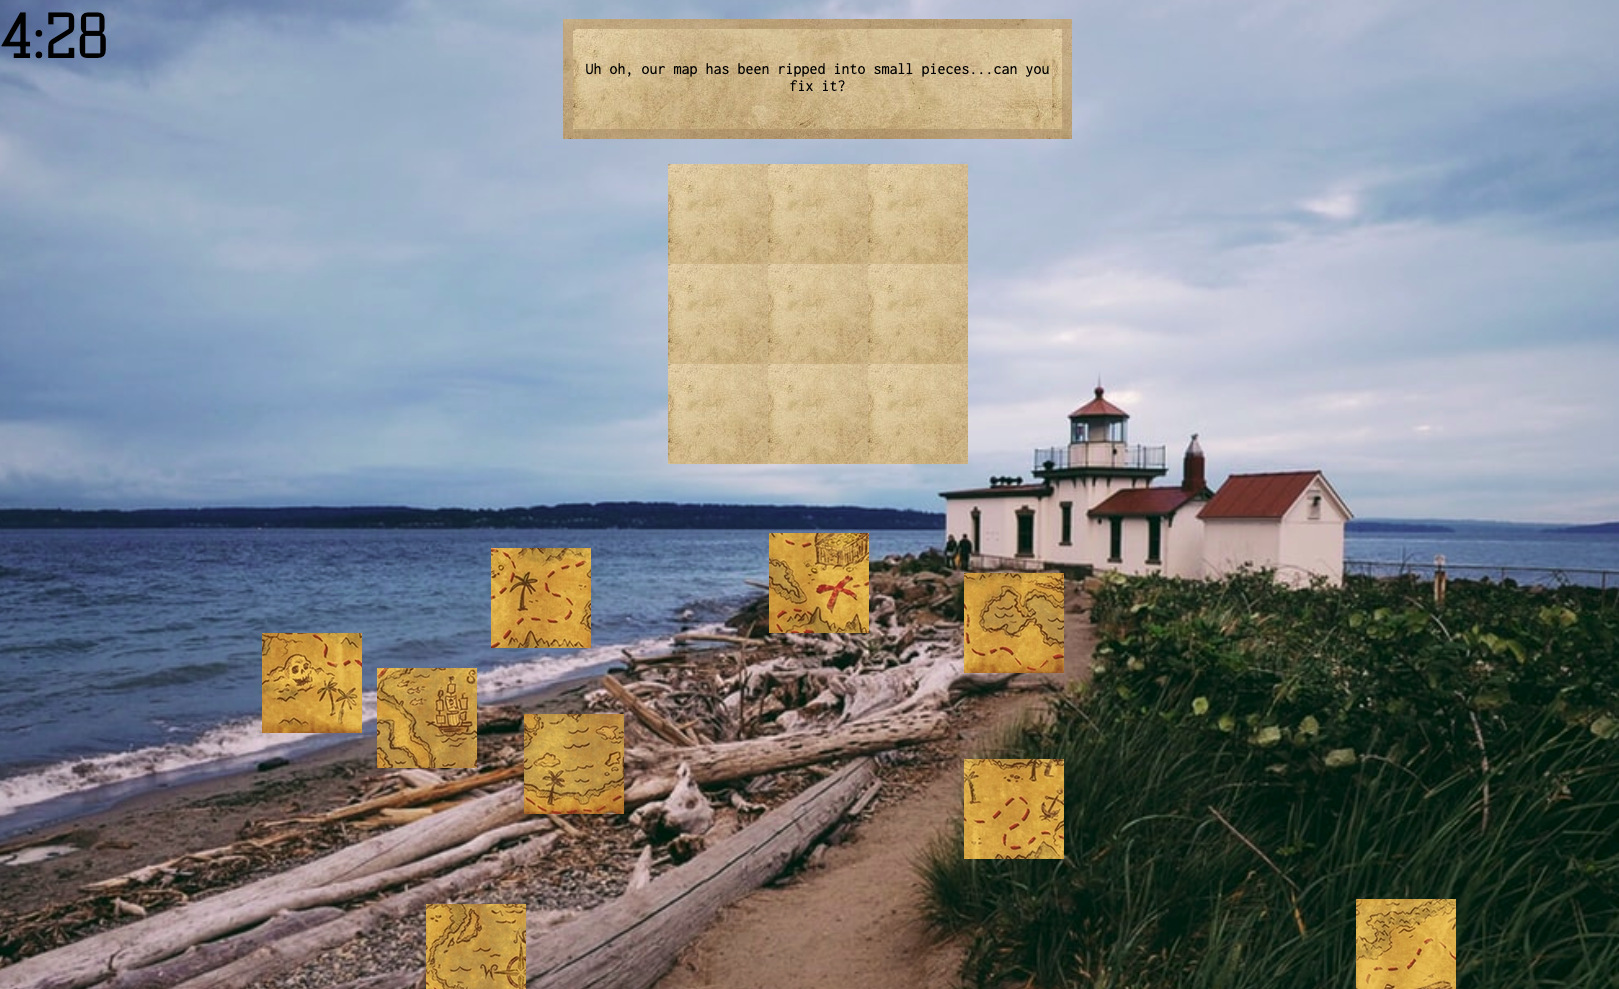 4:28
Uh oh, our map has been ripped into small pieces...can you
fix it?
W